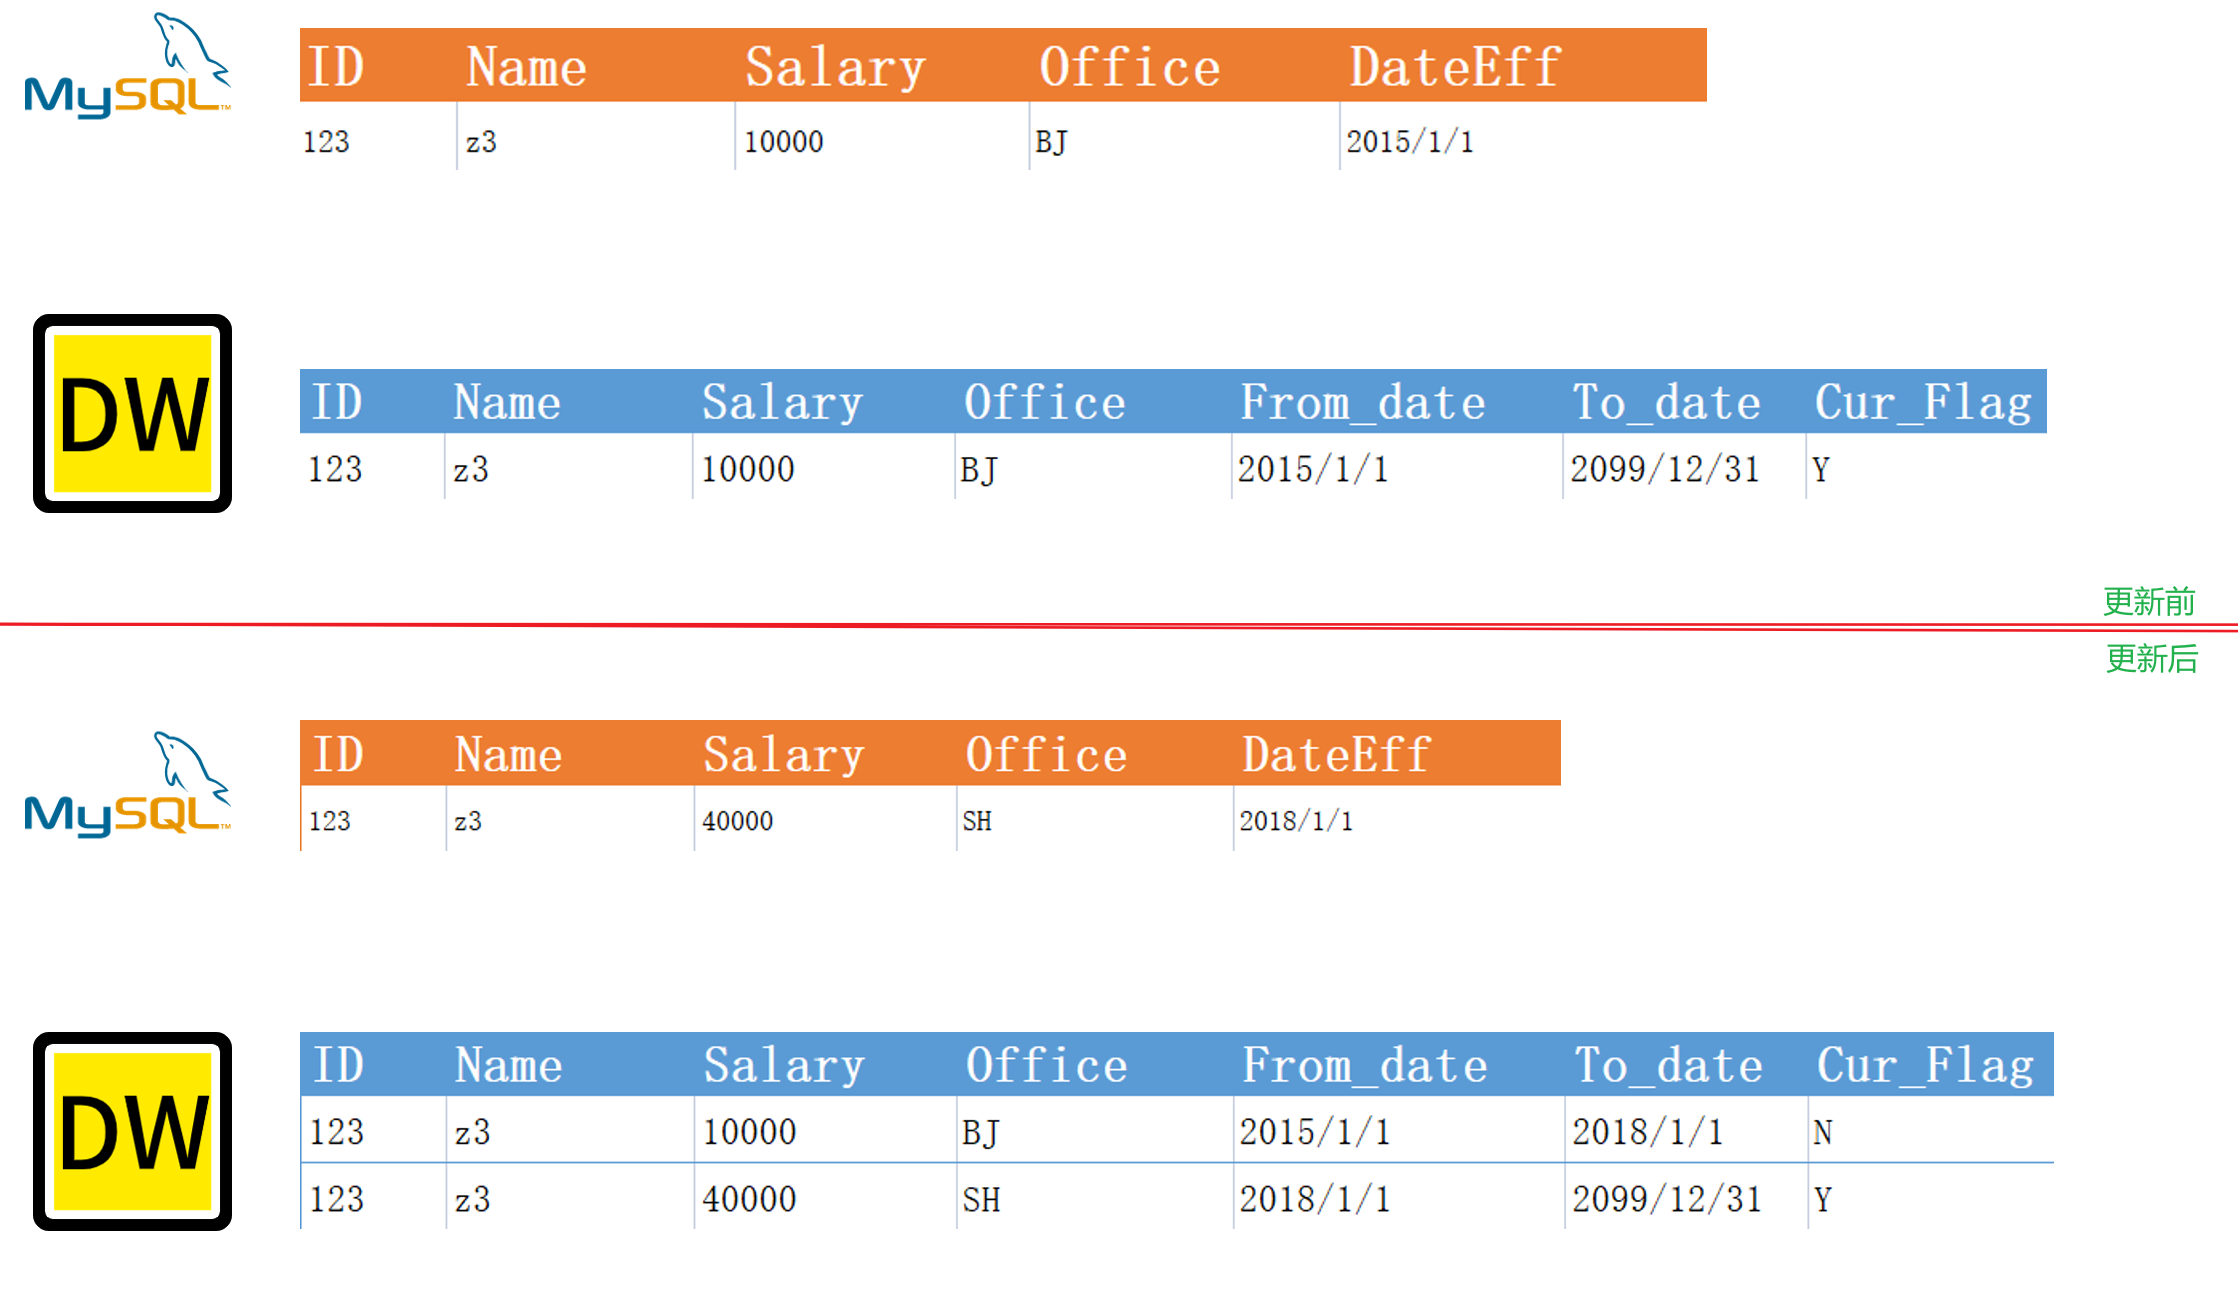 MySQL™
ID Name Salary Office DateEff
123 z3 10000 BJ 2015/1/1
DW
ID Name Salary Office From_date To_date Cur_Flag
123 z3 10000 BJ 2015/1/1 2099/12/31 Y
更新前
更新后
MySQL™
ID Name Salary Office DateEff
123 z3 40000 SH 2018/1/1
DW
ID Name Salary Office From_date To_date Cur_Flag
123 z3 10000 BJ 2015/1/1 2018/1/1 N
123 z3 40000 SH 2018/1/1 2099/12/31 Y